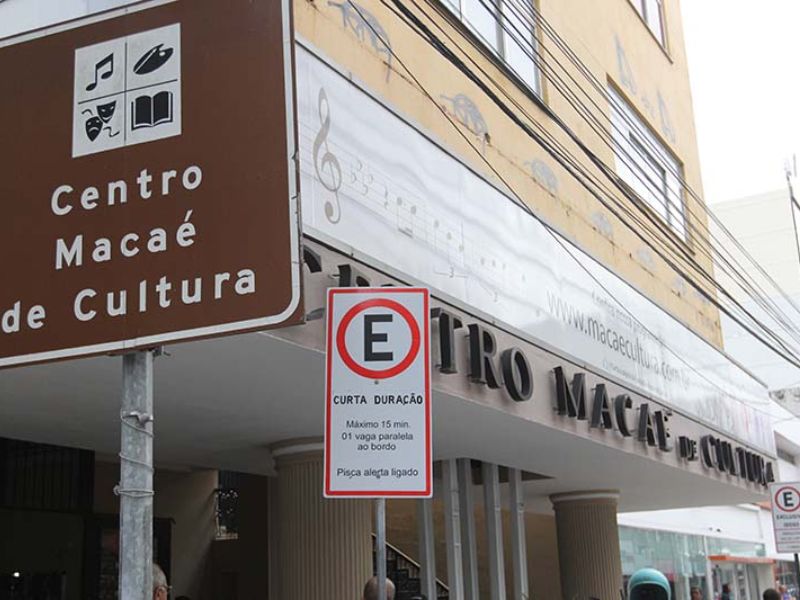 Centro
Macaé
de Cultura
E
CURTA DURAÇÃO
Máximo 15 min.
01 vaga paralela
ao bordo
Pisca alerta ligado
www.macaecultura.com.br
CENTRO MACAÉ DE CULTURA
E